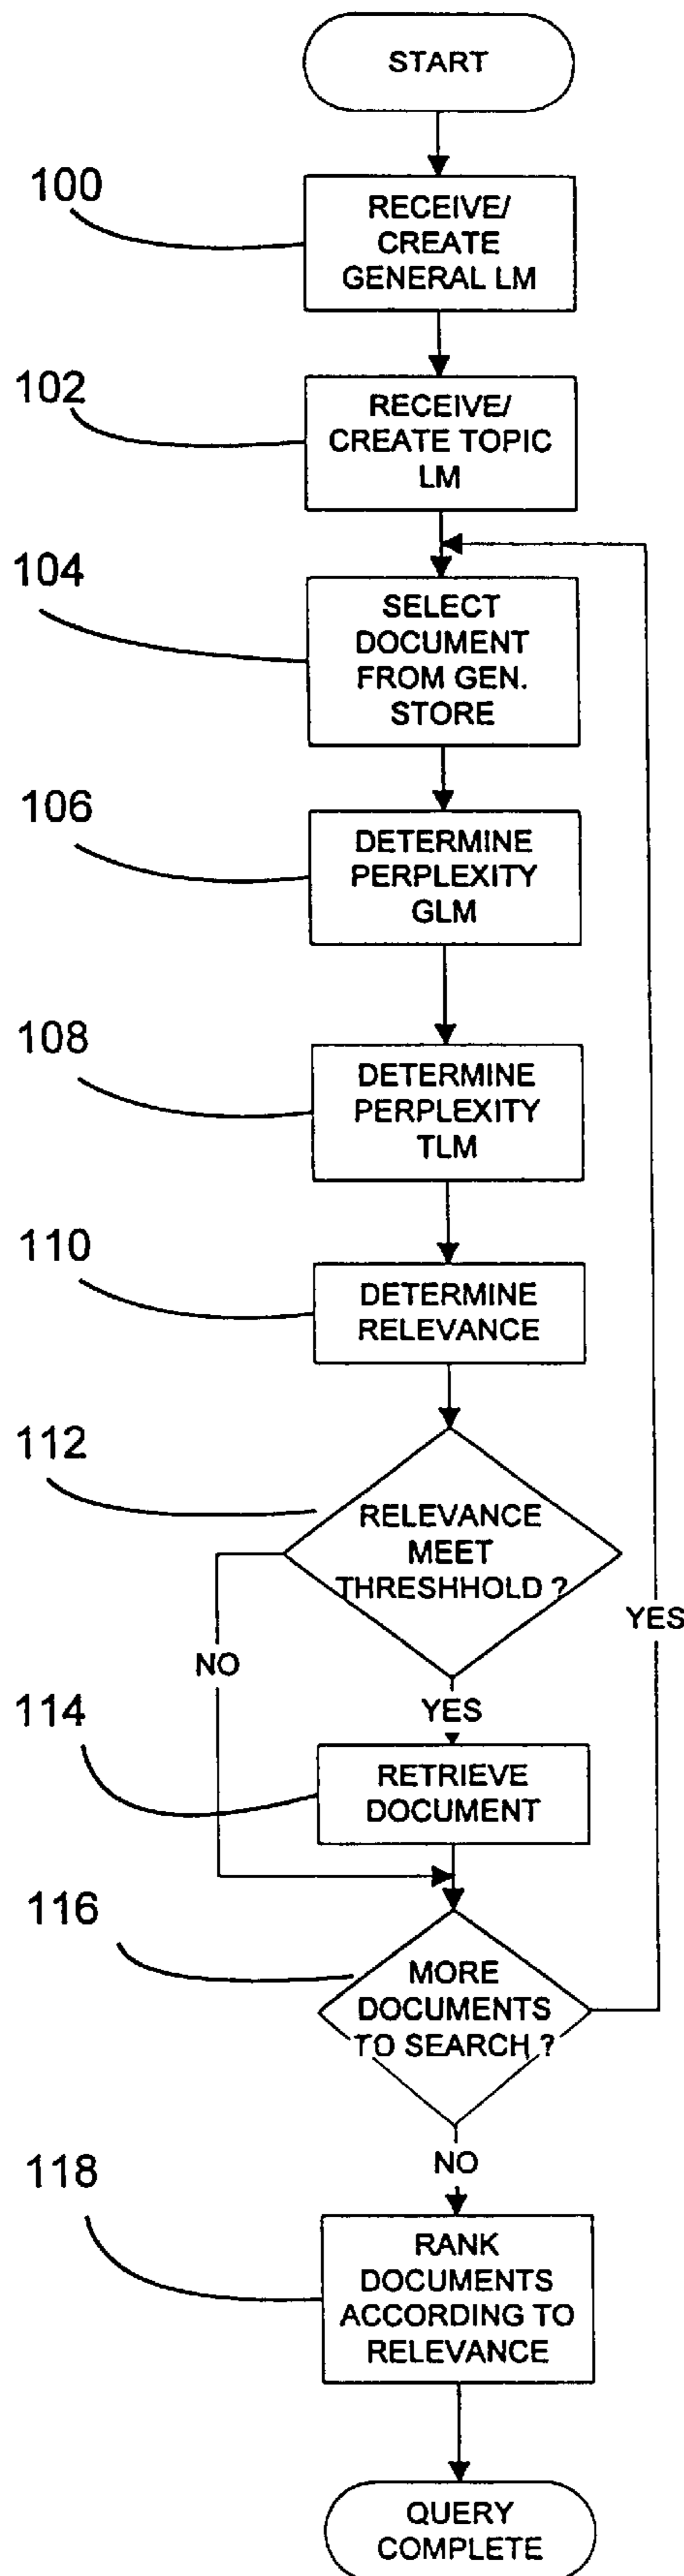 START
100
RECEIVE/
CREATE
GENERAL LM
102
RECEIVE/
CREATE TOPIC
LM
104
SELECT
DOCUMENT
FROM GEN.
STORE
106
DETERMINE
PERPLEXITY
GLM
108
DETERMINE
PERPLEXITY
TLM
110
DETERMINE
RELEVANCE
112
RELEVANCE
MEET
THRESHHOLD ?
YES
NO
YES
114
RETRIEVE
DOCUMENT
116
MORE
DOCUMENTS
TO SEARCH ?
NO
118
RANK
DOCUMENTS
ACCORDING TO
RELEVANCE
QUERY
COMPLETE